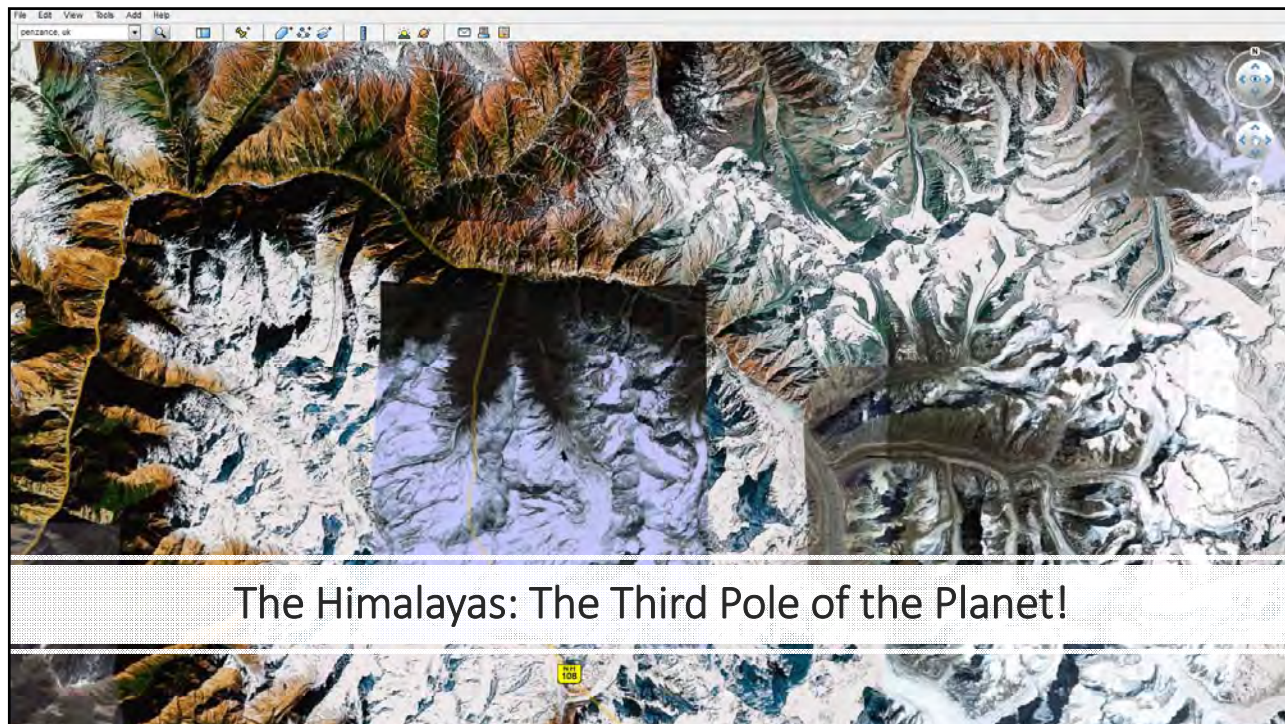 File Edit View Tools Add Help
penzance, uk
N
The Himalayas: The Third Pole of the Planet!
108